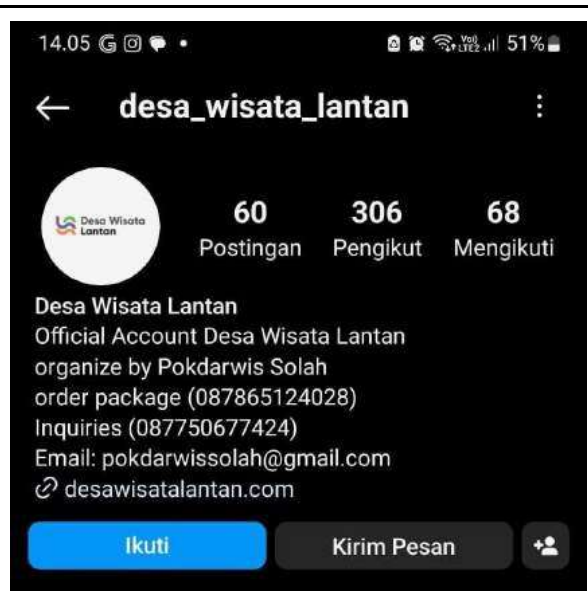 14.05
51%
desa_wisata_lantan
Desa Wisata
Lantan
60 306 68
Postingan Pengikut Mengikuti
Desa Wisata Lantan
Official Account Desa Wisata Lantan
organize by Pokdarwis Solah
order package (087865124028)
Inquiries (087750677424)
Email: pokdarwissolah@gmail.com
desawisatalantan.com
Ikuti
Kirim Pesan